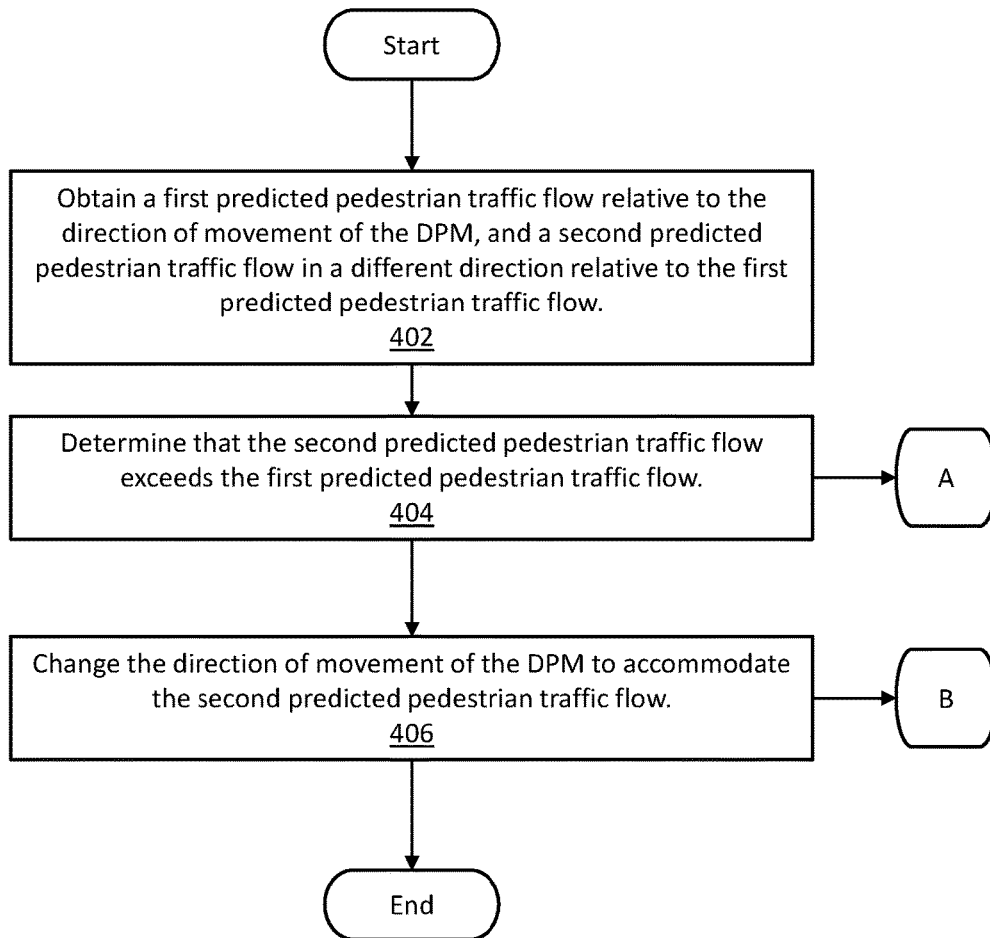 Start
Obtain a first predicted pedestrian traffic flow relative to the
direction of movement of the DPM, and a second predicted
pedestrian traffic flow in a different direction relative to the first
predicted pedestrian traffic flow.
402
Determine that the second predicted pedestrian traffic flow
exceeds the first predicted pedestrian traffic flow.
404
A
Change the direction of movement of the DPM to accommodate
the second predicted pedestrian traffic flow.
406
B
End